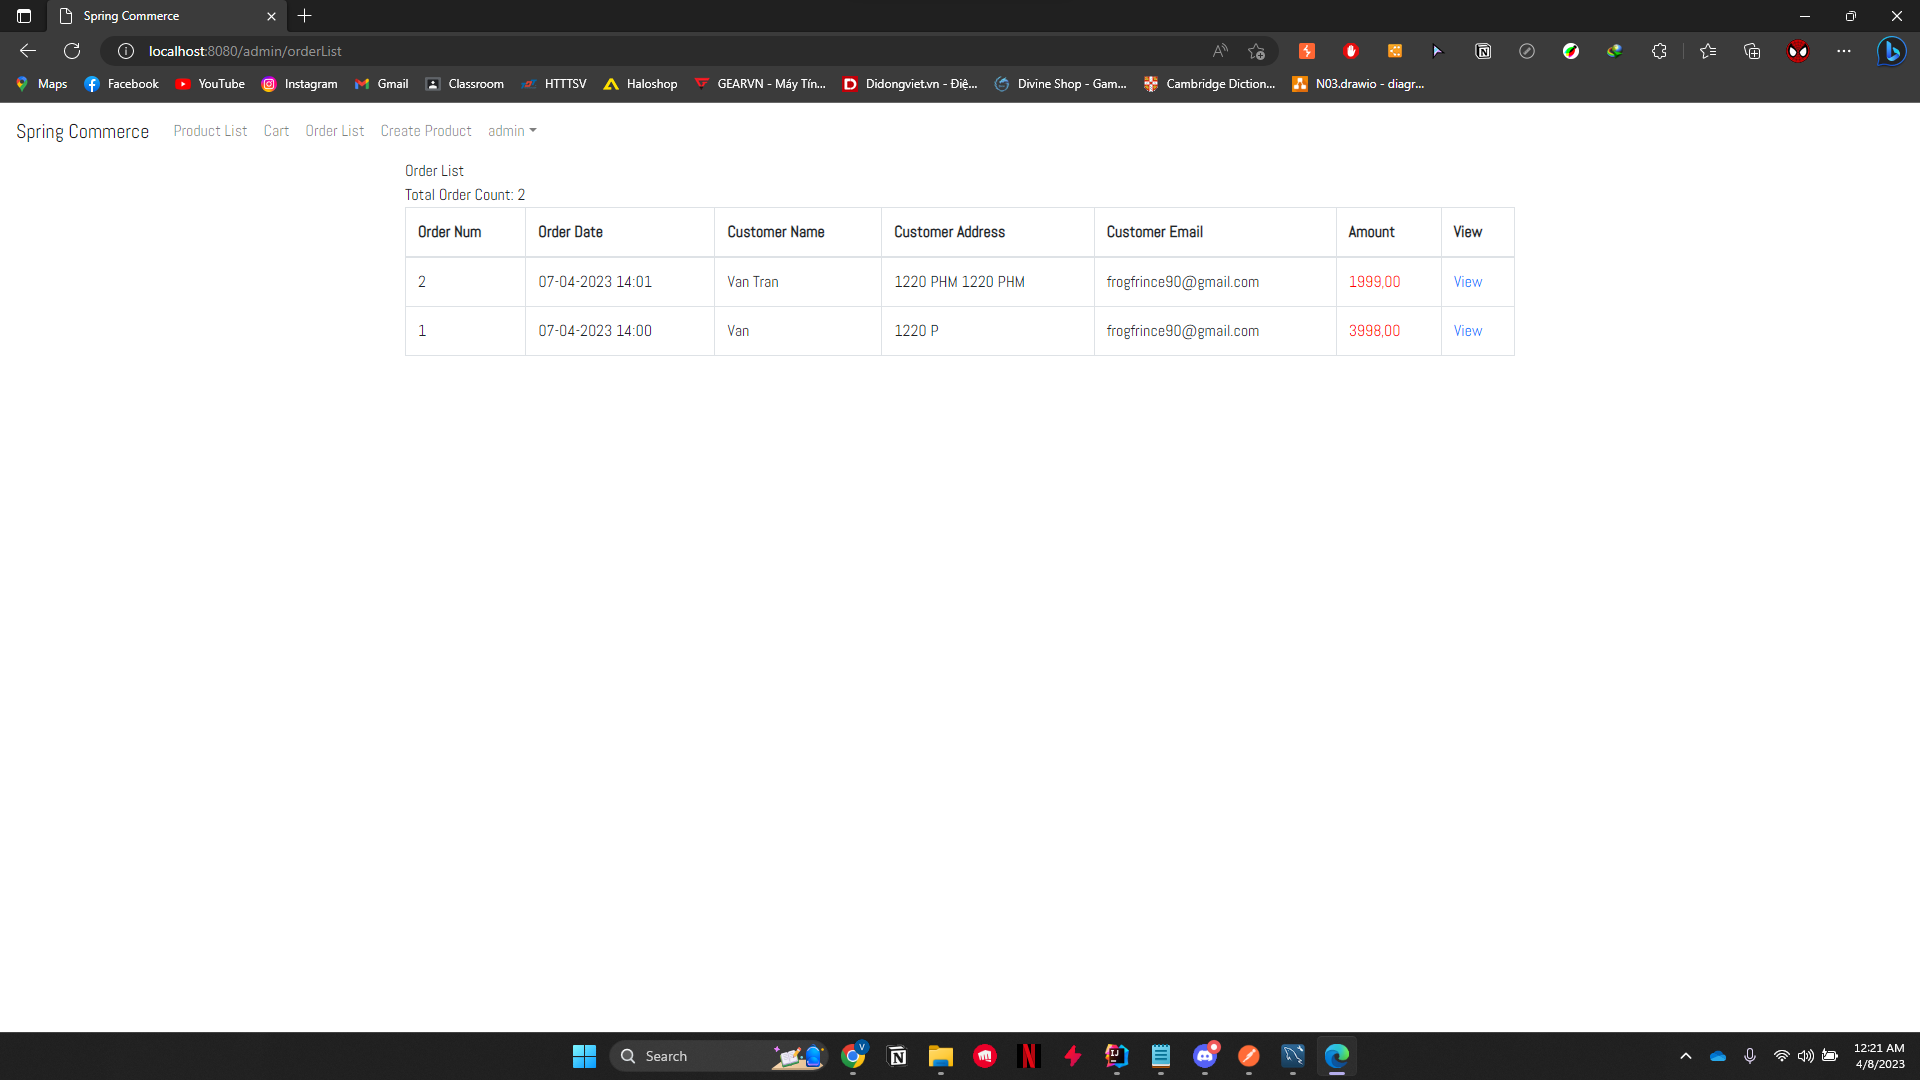 Spring Commerce
localhost:8080/admin/orderList
Maps Facebook YouTube Instagram Gmail Classroom HTTTSV Haloshop GEARVN - Máy Tín... Didongviet.vn - Điệ... Divine Shop - Gam... Cambridge Diction... N03.drawio - diagr...
Spring Commerce Product List Cart Order List Create Product admin
Order List
Total Order Count: 2
Order Num Order Date Customer Name Customer Address Customer Email Amount View
2 07-04-2023 14:01 Van Tran 1220 PHM 1220 PHM frogfrince90@gmail.com 1999,00 View
1 07-04-2023 14:00 Van 1220 P frogfrince90@gmail.com 3998,00 View
Search
12:21 AM
4/8/2023